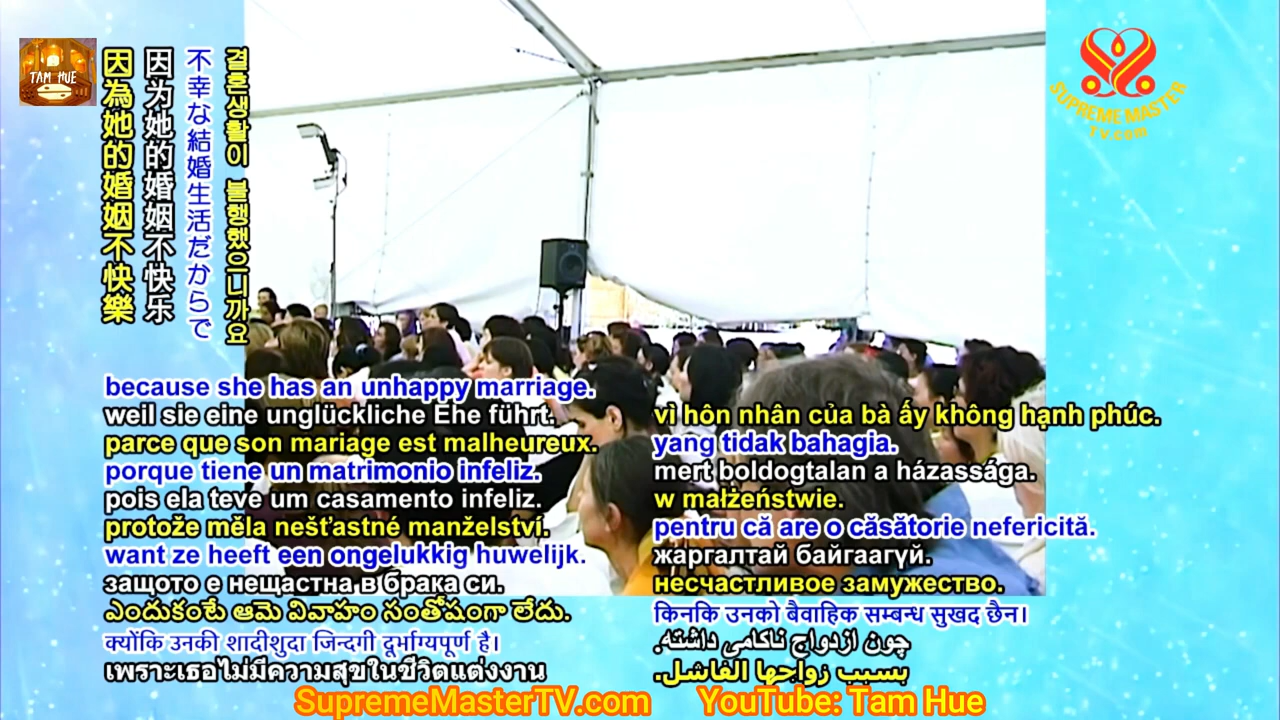 TAM HUE
SUPREME MASTER
TV.com
因為她的婚姻不快樂
因为她的婚姻不快乐
不幸な結婚生活だからで
결혼생활이 불행했으니까요
because she has an unhappy marriage.
weil sie eine unglückliche Ehe führt.
parce que son mariage est malheureux.
porque tiene un matrimonio infeliz.
pois ela teve um casamento infeliz.
protože měla nešťastné manželství.
want ze heeft een ongelukkig huwelijk.
защото е нещастна в брака си.
ఎందుకంటే ఆమె వివాహం సంతోషంగా లేదు.
क्योंकि उनकी शादीशुदा जिन्दगी दूर्भाग्यपूर्ण है।
เพราะเธอไม่มีความสุขในชีวิตแต่งงาน
vì hôn nhân của bà ấy không hạnh phúc.
yang tidak bahagia.
mert boldogtalan a házassága.
w małżeństwie.
pentru că are o căsătorie nefericită.
жаргалтай байгаагүй.
несчастливое замужество.
किनकि उनको बैवाहिक सम्बन्ध सुखद छैन।
چون ازدواج ناکامی داشته.
بسبب زواجها الفاشل.
SupremeMasterTV.com YouTube: Tam Hue